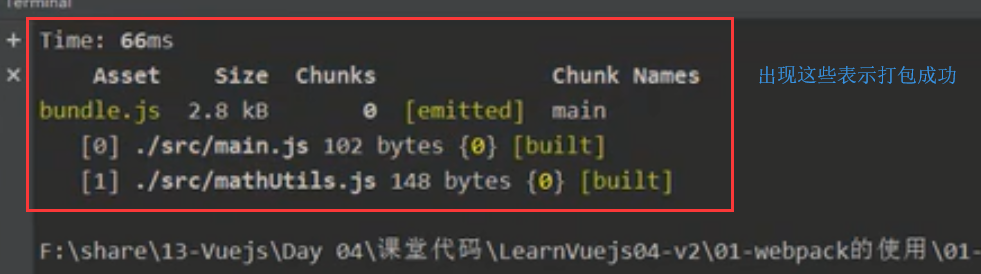 Terminal
+ Time: 66ms
× Asset Size Chunks Chunk Names 出现这些表示打包成功
bundle.js 2.8 kB 0 [emitted] main
[0] ./src/main.js 102 bytes {0} [built]
[1] ./src/mathUtils.js 148 bytes {0} [built]
F:\share\13-Vuejs\Day 04\课堂代码\LearnVuejs04-v2\01-webpack的使用\01-